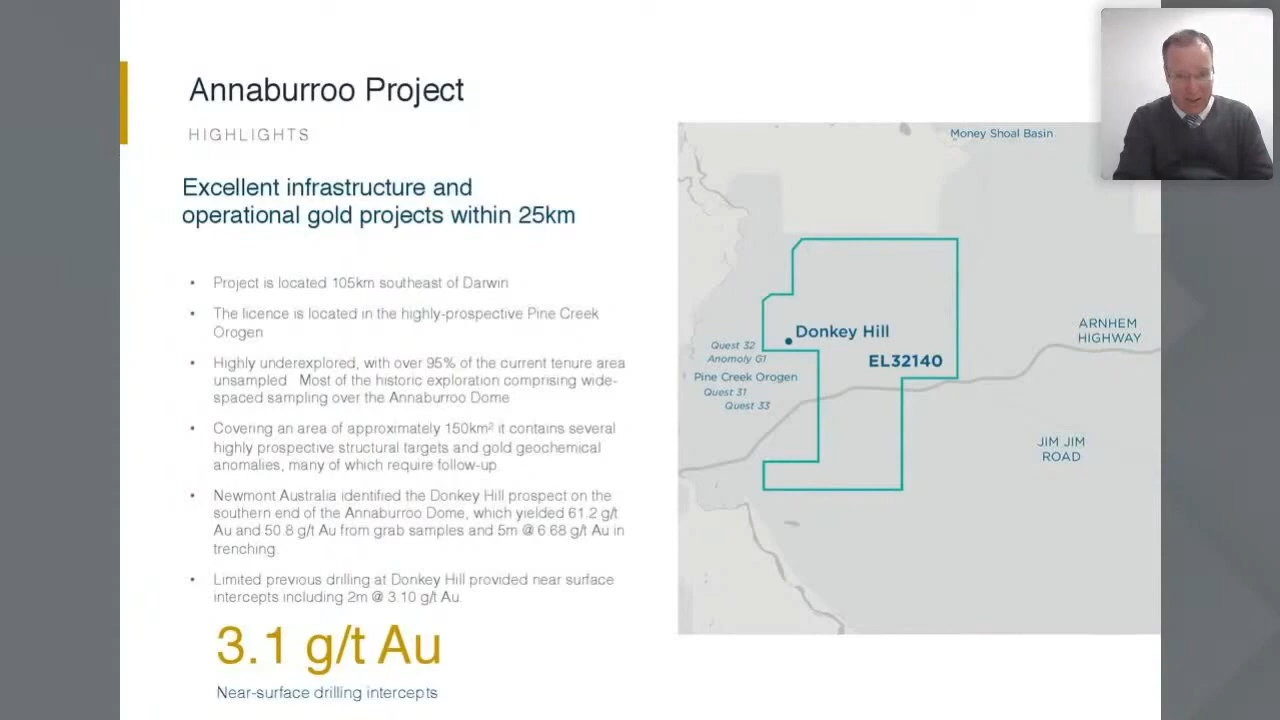 Annaburroo Project
HIGHLIGHTS
Excellent infrastructure and
operational gold projects within 25km
• Project is located 105km southeast of Darwin
• The licence is located in the highly-prospective Pine Creek
Orogen
• Highly underexplored, with over 95% of the current tenure area
unsampled  Most of the historic exploration comprising wide-
spaced sampling over the Annaburroo Dome
• Covering an area of approximately 150km² it contains several
highly prospective structural targets and gold geochemical
anomalies, many of which require follow-up
• Newmont Australia identified the Donkey Hill prospect on the
southern end of the Annaburroo Dome, which yielded 61.2 g/t
Au and 50.8 g/t Au from grab samples and 5m @ 6.68 g/t Au in
trenching.
• Limited previous drilling at Donkey Hill provided near surface
intercepts including 2m @ 3.10 g/t Au.
3.1 g/t Au
Near-surface drilling intercepts
Money Shoal Basin
Donkey Hill
EL32140
Quest 32
Anomoly G1
Pine Creek Orogen
Quest 31
Quest 33
ARNHEM
HIGHWAY
JIM JIM
ROAD